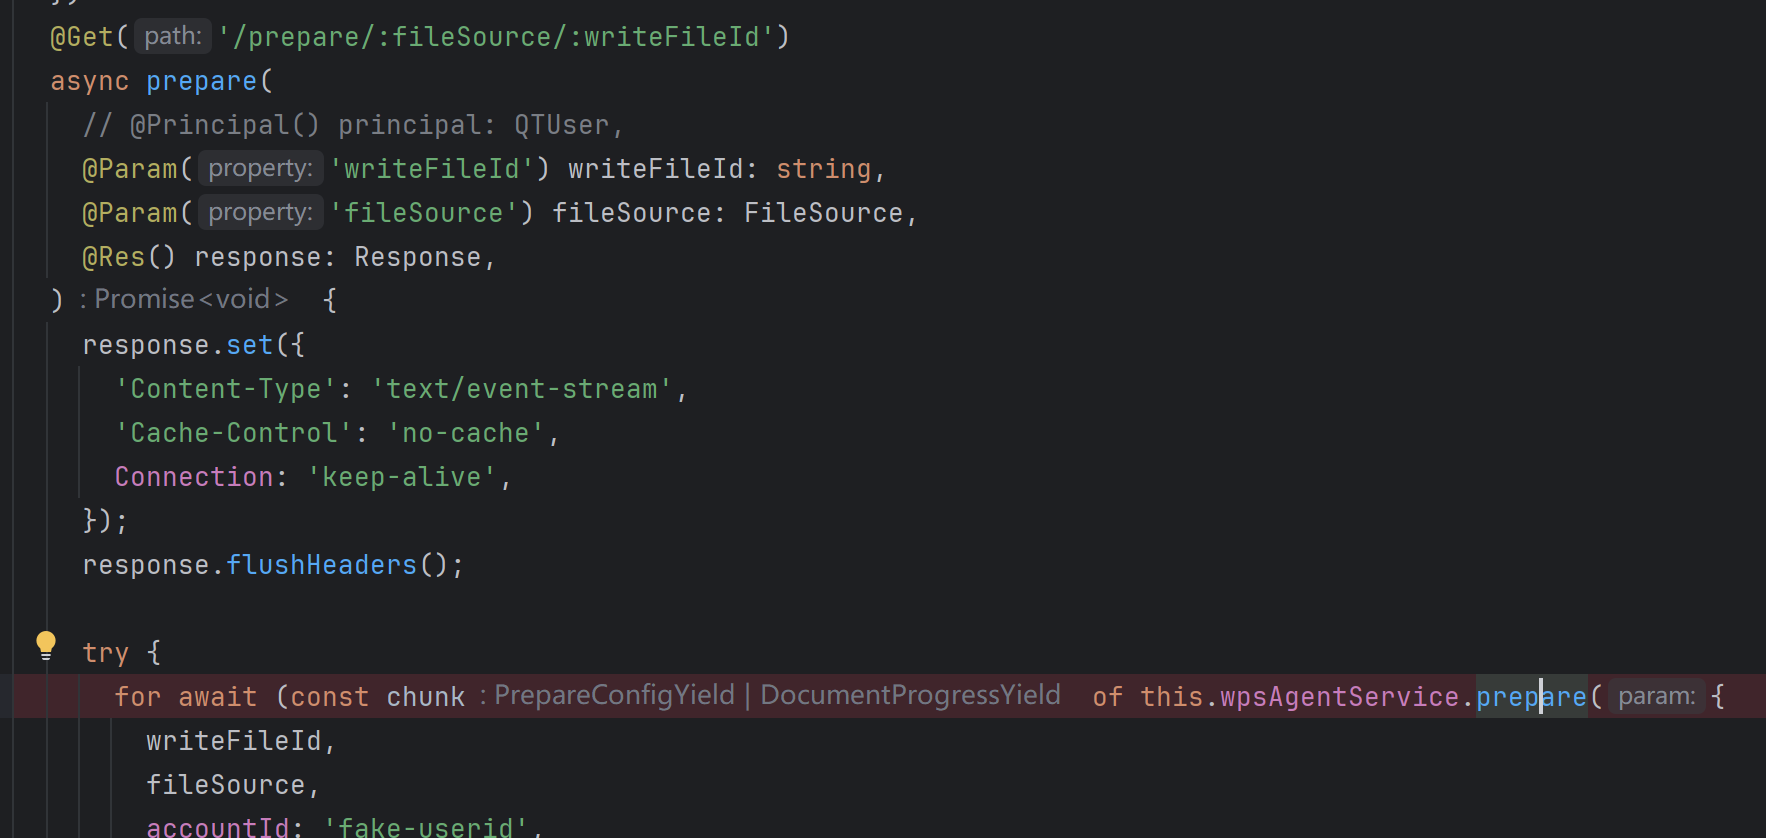 @Get( path: '/prepare/:fileSource/:writeFileId')
async prepare(
// @Principal() principal: QTUser,
@Param( property: 'writeFileId') writeFileId: string,
@Param( property: 'fileSource') fileSource: FileSource,
@Res() response: Response,
) : Promise<void> {
response.set({
'Content-Type': 'text/event-stream',
'Cache-Control': 'no-cache',
Connection: 'keep-alive',
});
response.flushHeaders();
try {
for await (const chunk : PrepareConfigYield | DocumentProgressYield of this.wpsAgentService.prepare( param: {
writeFileId,
fileSource,
accountId: 'fake-userid',